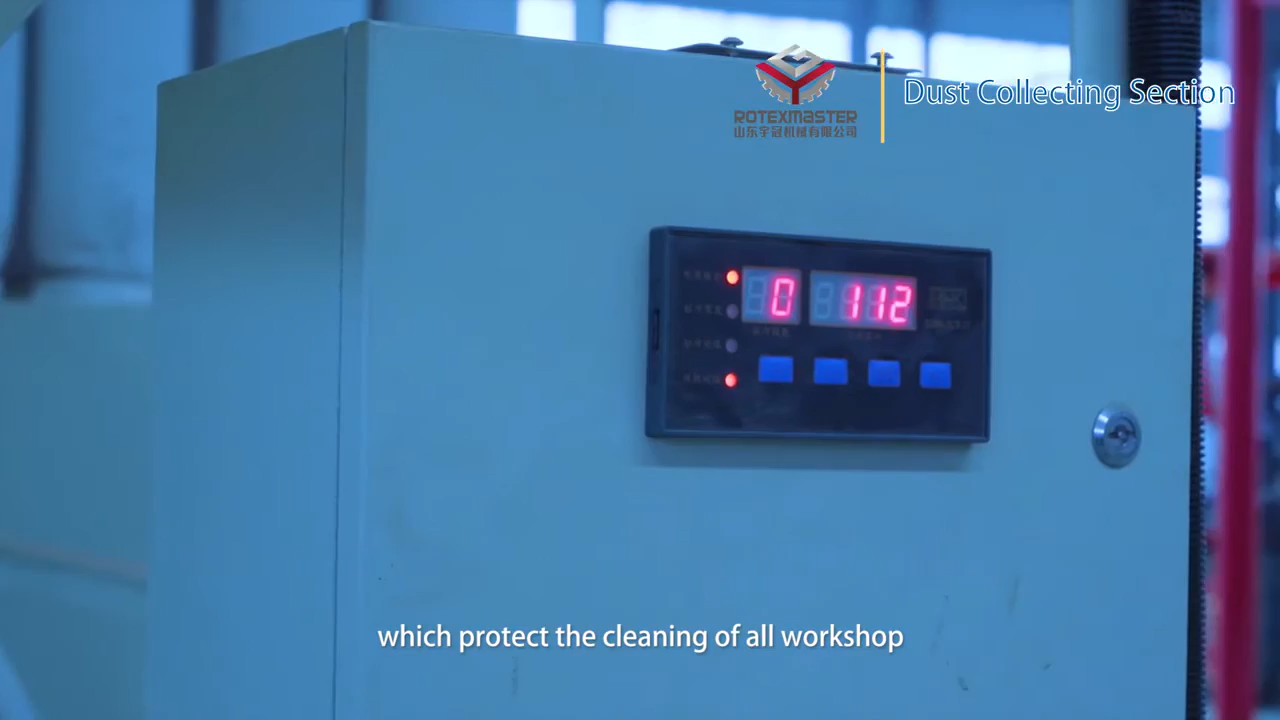 ROTEXMASTER
山东宇冠机械有限公司
Dust Collecting Section
0 112
which protect the cleaning of all workshop